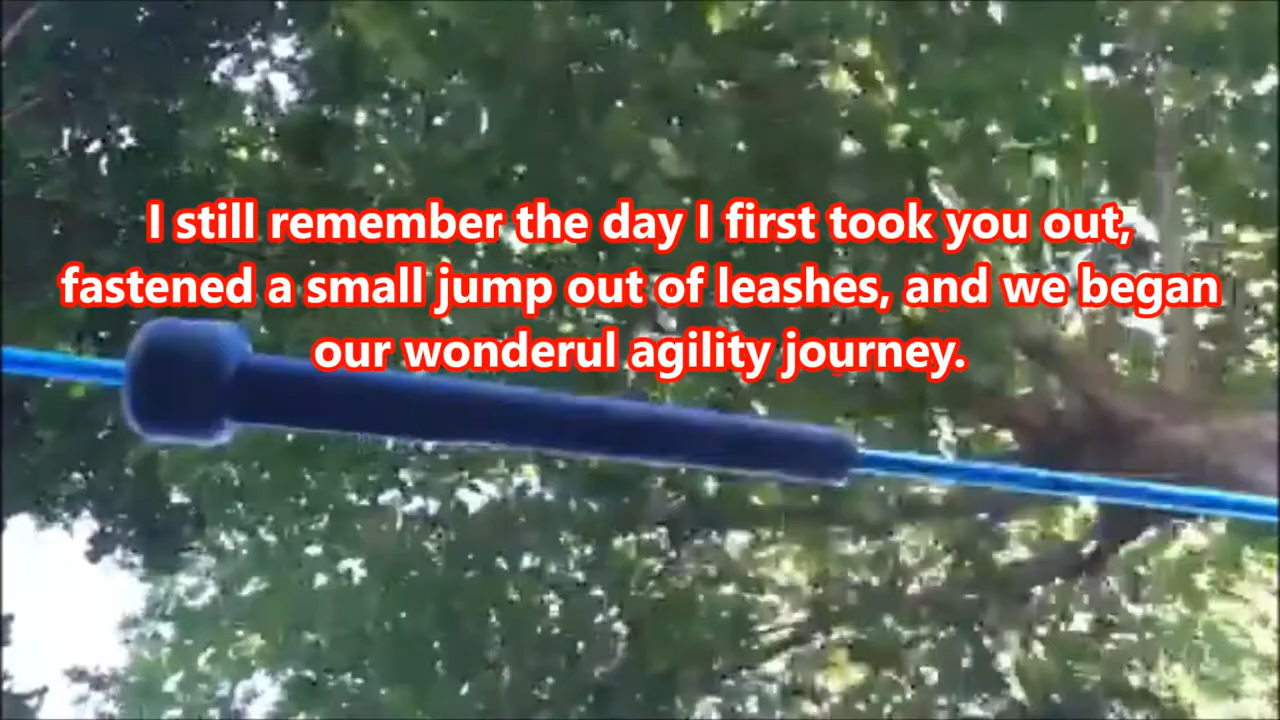 I still remember the day I first took you out,
fastened a small jump out of leashes, and we began
our wonderul agility journey.